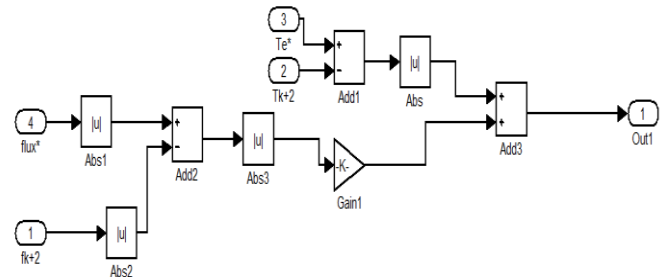 3
Te*
+
−
2
Tk+2
Add1
|u|
Abs
+
+
Add3
1
Out1
4
flux*
|u|
Abs1
+
−
Add2
|u|
Abs3
-K-
Gain1
1
fk+2
|u|
Abs2